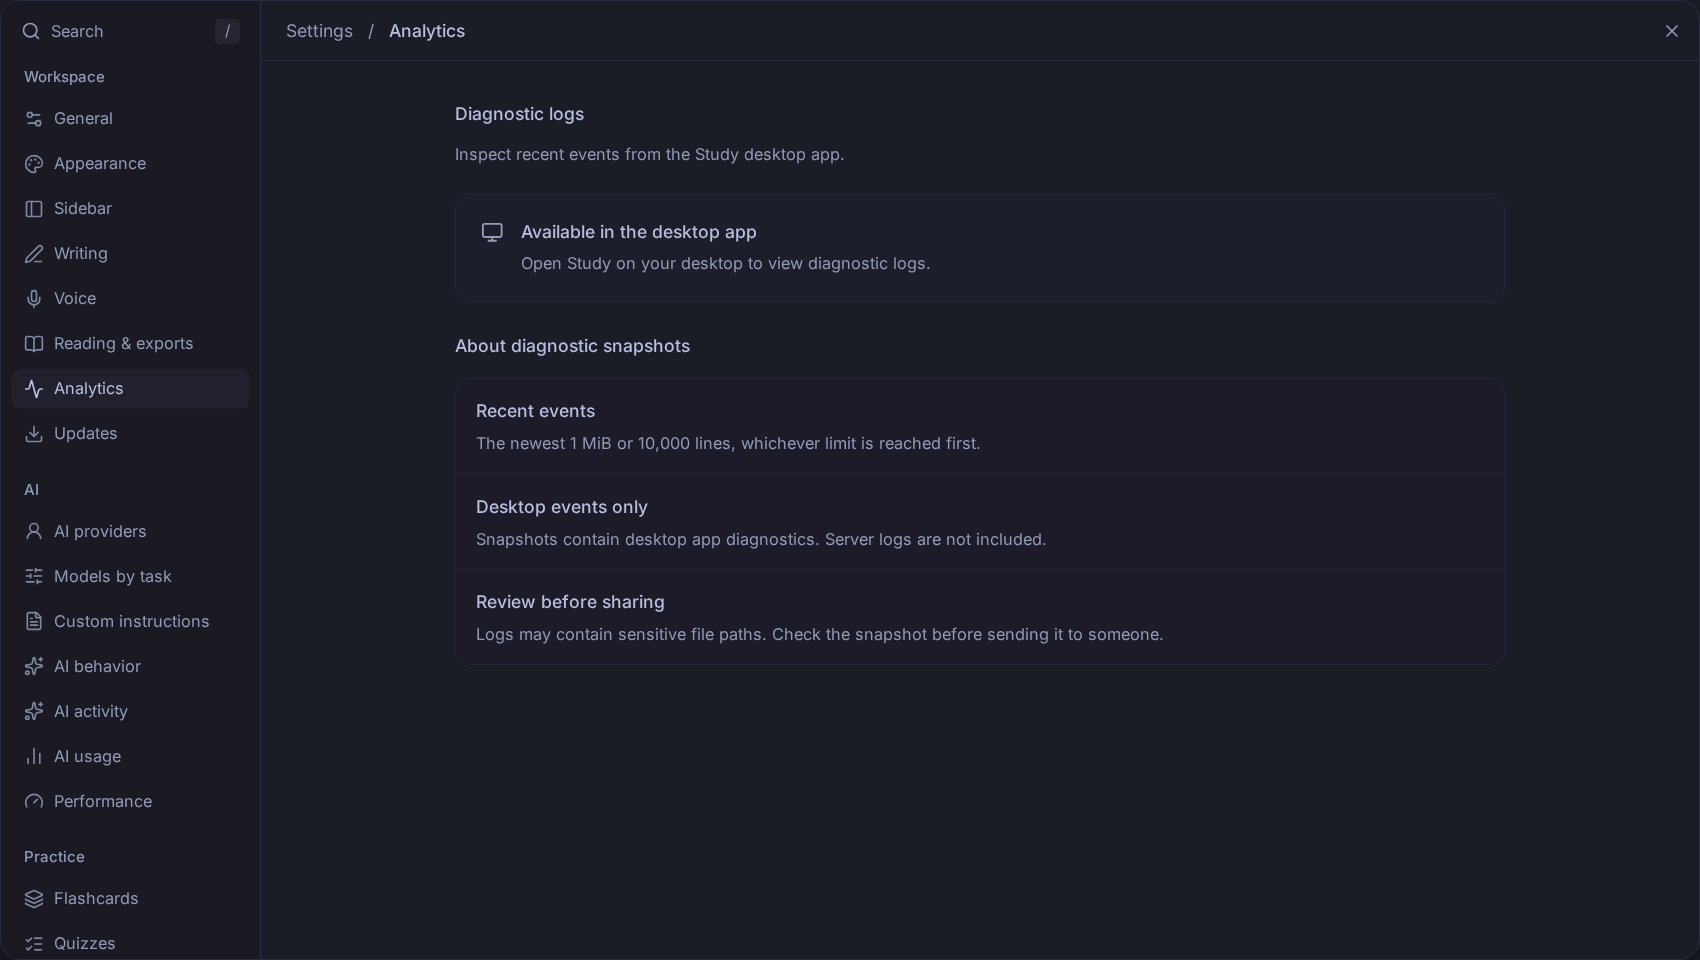 Search /
Workspace
General
Appearance
Sidebar
Writing
Voice
Reading & exports
Analytics
Updates
AI
AI providers
Models by task
Custom instructions
AI behavior
AI activity
AI usage
Performance
Practice
Flashcards
Quizzes
Settings / Analytics
Diagnostic logs
Inspect recent events from the Study desktop app.
Available in the desktop app
Open Study on your desktop to view diagnostic logs.
About diagnostic snapshots
Recent events
The newest 1 MiB or 10,000 lines, whichever limit is reached first.
Desktop events only
Snapshots contain desktop app diagnostics. Server logs are not included.
Review before sharing
Logs may contain sensitive file paths. Check the snapshot before sending it to someone.